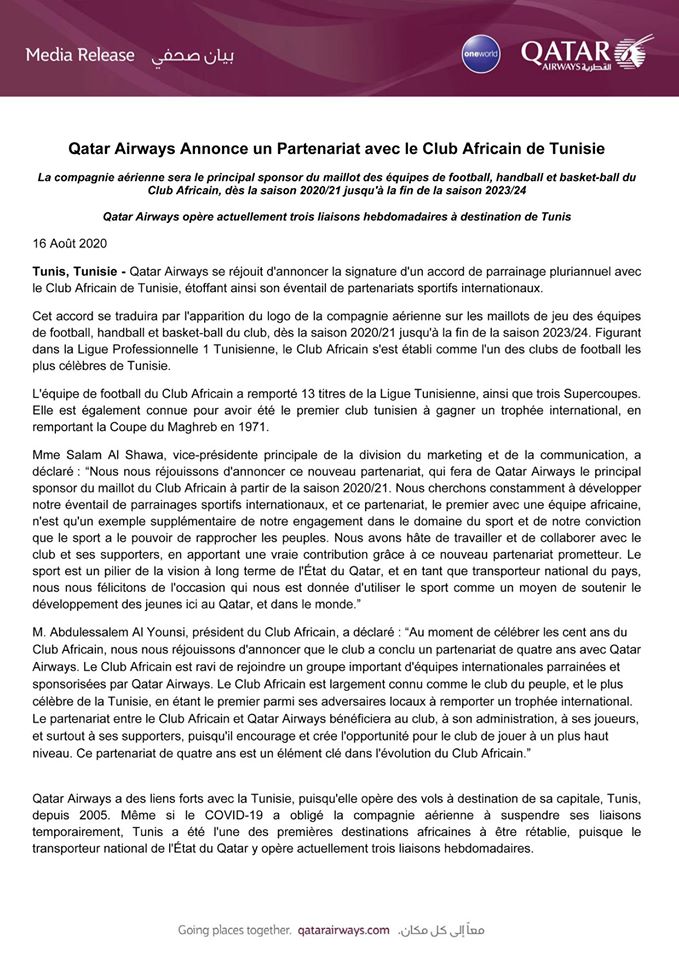 Media Release بيان صحفي
oneworld
QATAR
AIRWAYS القطرية
Qatar Airways Annonce un Partenariat avec le Club Africain de Tunisie
La compagnie aérienne sera le principal sponsor du maillot des équipes de football, handball et basket-ball du
Club Africain, dès la saison 2020/21 jusqu'à la fin de la saison 2023/24
Qatar Airways opère actuellement trois liaisons hebdomadaires à destination de Tunis
16 Août 2020
Tunis, Tunisie - Qatar Airways se réjouit d'annoncer la signature d'un accord de parrainage pluriannuel avec
le Club Africain de Tunisie, étoffant ainsi son éventail de partenariats sportifs internationaux.
Cet accord se traduira par l'apparition du logo de la compagnie aérienne sur les maillots de jeu des équipes
de football, handball et basket-ball du club, dès la saison 2020/21 jusqu'à la fin de la saison 2023/24. Figurant
dans la Ligue Professionnelle 1 Tunisienne, le Club Africain s'est établi comme l'un des clubs de football les
plus célèbres de Tunisie.
L'équipe de football du Club Africain a remporté 13 titres de la Ligue Tunisienne, ainsi que trois Supercoupes.
Elle est également connue pour avoir été le premier club tunisien à gagner un trophée international, en
remportant la Coupe du Maghreb en 1971.
Mme Salam Al Shawa, vice-présidente principale de la division du marketing et de la communication, a
déclaré : “Nous nous réjouissons d'annoncer ce nouveau partenariat, qui fera de Qatar Airways le principal
sponsor du maillot du Club Africain à partir de la saison 2020/21. Nous cherchons constamment à développer
notre éventail de parrainages sportifs internationaux, et ce partenariat, le premier avec une équipe africaine,
n'est qu'un exemple supplémentaire de notre engagement dans le domaine du sport et de notre conviction
que le sport a le pouvoir de rapprocher les peuples. Nous avons hâte de travailler et de collaborer avec le
club et ses supporters, en apportant une vraie contribution grâce à ce nouveau partenariat prometteur. Le
sport est un pilier de la vision à long terme de l'État du Qatar, et en tant que transporteur national du pays,
nous nous félicitons de l'occasion qui nous est donnée d'utiliser le sport comme un moyen de soutenir le
développement des jeunes ici au Qatar, et dans le monde.”
M. Abdulessalem Al Younsi, président du Club Africain, a déclaré : “Au moment de célébrer les cent ans du
Club Africain, nous nous réjouissons d'annoncer que le club a conclu un partenariat de quatre ans avec Qatar
Airways. Le Club Africain est ravi de rejoindre un groupe important d'équipes internationales parrainées et
sponsorisées par Qatar Airways. Le Club Africain est largement connu comme le club du peuple, et le plus
célèbre de la Tunisie, en étant le premier parmi ses adversaires locaux à remporter un trophée international.
Le partenariat entre le Club Africain et Qatar Airways bénéficiera au club, à son administration, à ses joueurs,
et surtout à ses supporters, puisqu'il encourage et crée l'opportunité pour le club de jouer à un plus haut
niveau. Ce partenariat de quatre ans est un élément clé dans l'évolution du Club Africain.”
Qatar Airways a des liens forts avec la Tunisie, puisqu'elle opère des vols à destination de sa capitale, Tunis,
depuis 2005. Même si le COVID-19 a obligé la compagnie aérienne à suspendre ses liaisons
temporairement, Tunis a été l'une des premières destinations africaines à être rétablie, puisque le
transporteur national de l'État du Qatar y opère actuellement trois liaisons hebdomadaires.
Going places together. qatarairways.com معاً إلى كل مكان.